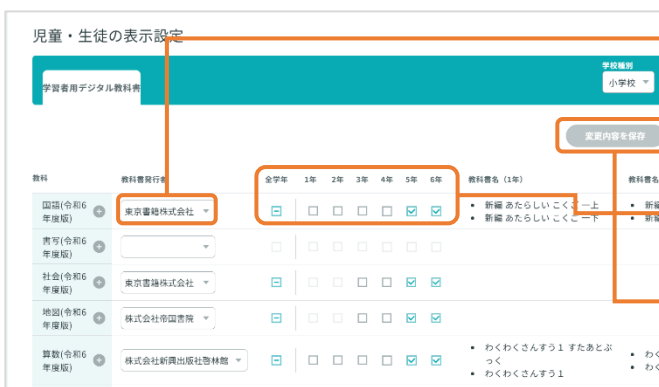 児童・生徒の表示設定
学校種別
学習者用デジタル教科書
小学校
変更内容を保存
教科 教科書発行者 全学年 1年 2年 3年 4年 5年 6年 教科書名（1年） 教科書名
国語(令和6年度版) 東京書籍株式会社
• 新編 あたらしい こくご 一上
• 新編 あたらしい こくご 一下
• 新編
• 新編
書写(令和6年度版)
社会(令和6年度版) 東京書籍株式会社
地図(令和6年度版) 株式会社帝国書院
算数(令和6年度版) 株式会社新興出版社啓林館
• わくわくさんすう１ すたあとぶっく
• わくわくさんすう１
• わく
• わく